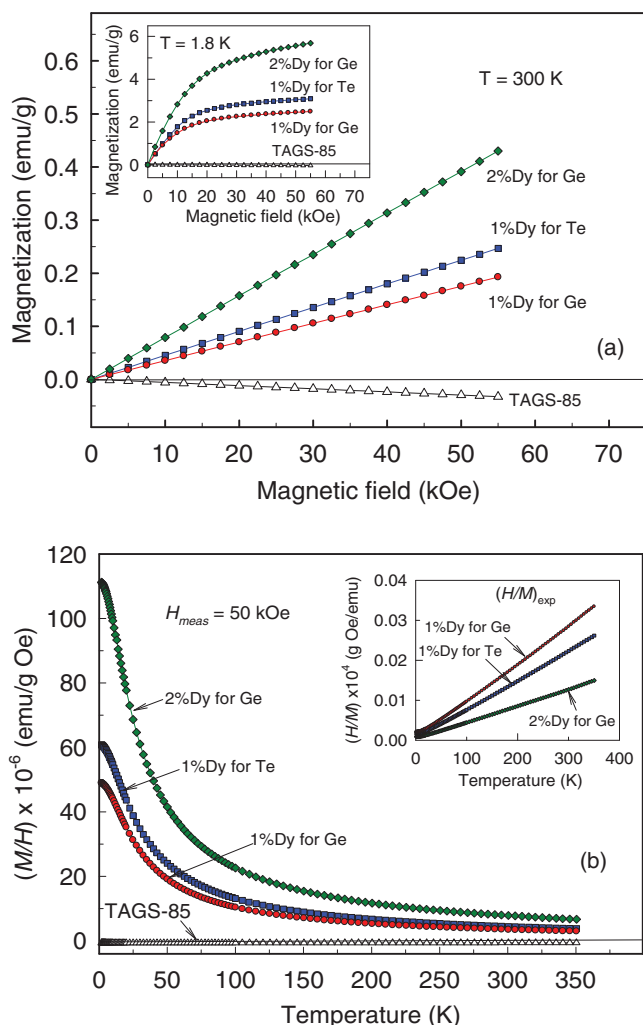 T = 1.8 K
2%Dy for Ge
1%Dy for Te
1%Dy for Ge
TAGS-85
Magnetization (emu/g)
6
4
2
0
0 10 20 30 40 50 60 70
Magnetic field (kOe)
T = 300 K
2%Dy for Ge
1%Dy for Te
1%Dy for Ge
(a)
TAGS-85
Magnetization (emu/g)
0.6
0.5
0.4
0.3
0.2
0.1
0.0
0 10 20 30 40 50 60 70
Magnetic field (kOe)
H_meas = 50 kOe
2%Dy for Ge
1%Dy for Te
1%Dy for Ge
TAGS-85
(b)
(M/H) x 10^-6 (emu/g Oe)
120
110
100
80
60
40
20
0
0 50 100 150 200 250 300 350
Temperature (K)
(H/M)exp
1%Dy for Ge
1%Dy for Te
2%Dy for Ge
(H/M) x10^4 (g Oe/emu)
0.04
0.03
0.02
0.01
0.00
0 100 200 300 400
Temperature (K)